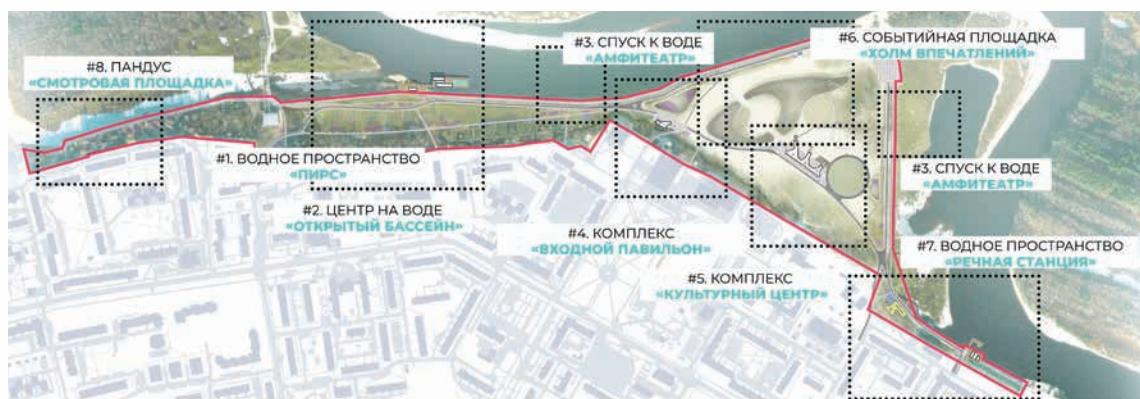 #8. ПАНДУС
«СМОТРОВАЯ ПЛОЩАДКА»
#3. СПУСК К ВОДЕ
«АМФИТЕАТР»
#6. СОБЫТИЙНАЯ ПЛОЩАДКА
«ХОЛМ ВПЕЧАТЛЕНИЙ»
#1. ВОДНОЕ ПРОСТРАНСТВО
«ПИРС»
#3. СПУСК К ВОДЕ
«АМФИТЕАТР»
#2. ЦЕНТР НА ВОДЕ
«ОТКРЫТЫЙ БАССЕЙН»
#4. КОМПЛЕКС
«ВХОДНОЙ ПАВИЛЬОН»
#7. ВОДНОЕ ПРОСТРАНСТВО
«РЕЧНАЯ СТАНЦИЯ»
#5. КОМПЛЕКС
«КУЛЬТУРНЫЙ ЦЕНТР»